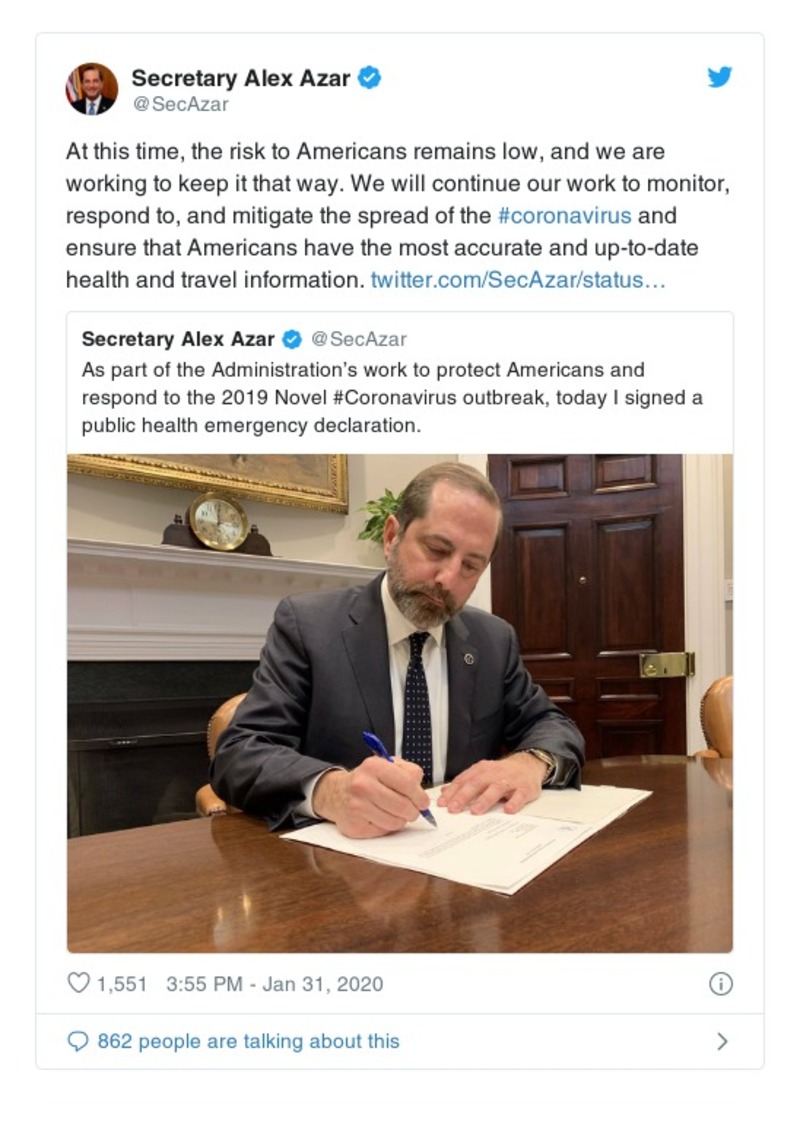 Secretary Alex Azar
@SecAzar
At this time, the risk to Americans remains low, and we are
working to keep it that way. We will continue our work to monitor,
respond to, and mitigate the spread of the #coronavirus and
ensure that Americans have the most accurate and up-to-date
health and travel information. twitter.com/SecAzar/status…
Secretary Alex Azar @SecAzar
As part of the Administration’s work to protect Americans and
respond to the 2019 Novel #Coronavirus outbreak, today I signed a
public health emergency declaration.
1,551 3:55 PM - Jan 31, 2020
862 people are talking about this